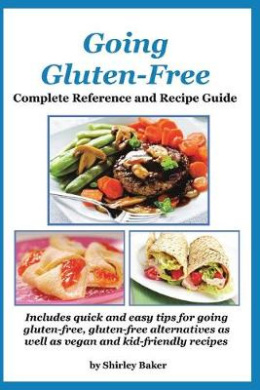 Going
Gluten-Free
Complete Reference and Recipe Guide
Includes quick and easy tips for going
gluten-free, gluten-free alternatives as
well as vegan and kid-friendly recipes
by Shirley Baker